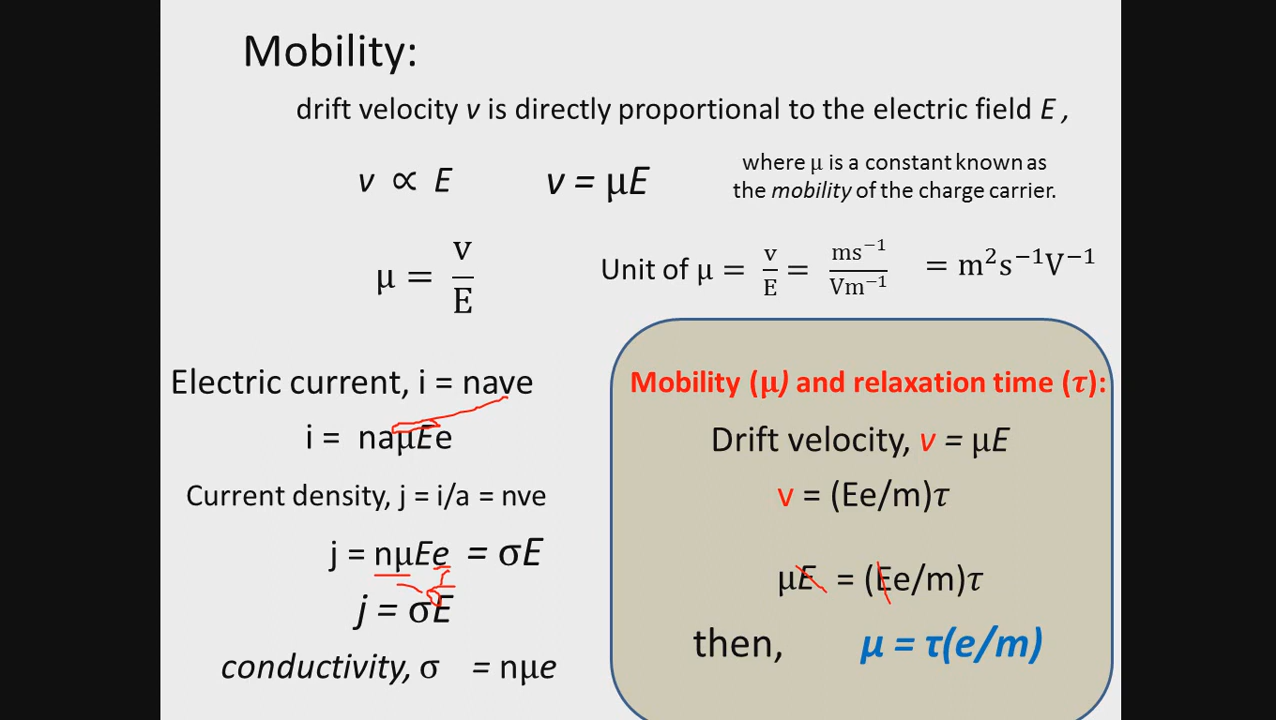 Mobility:
drift velocity v is directly proportional to the electric field E ,
v ∝ E
v = µE
where µ is a constant known as
the mobility of the charge carrier.
µ = v/E
Unit of µ = v/E = ms⁻¹/Vm⁻¹ = m²s⁻¹V⁻¹
Electric current, i = nave
i = naµEe
Current density, j = i/a = nve
j = nµEe = σE
j = σE
conductivity, σ = nµe
Mobility (µ) and relaxation time (τ):
Drift velocity, v = µE
v = (Ee/m)τ
µE = (Ee/m)τ
then, µ = τ(e/m)